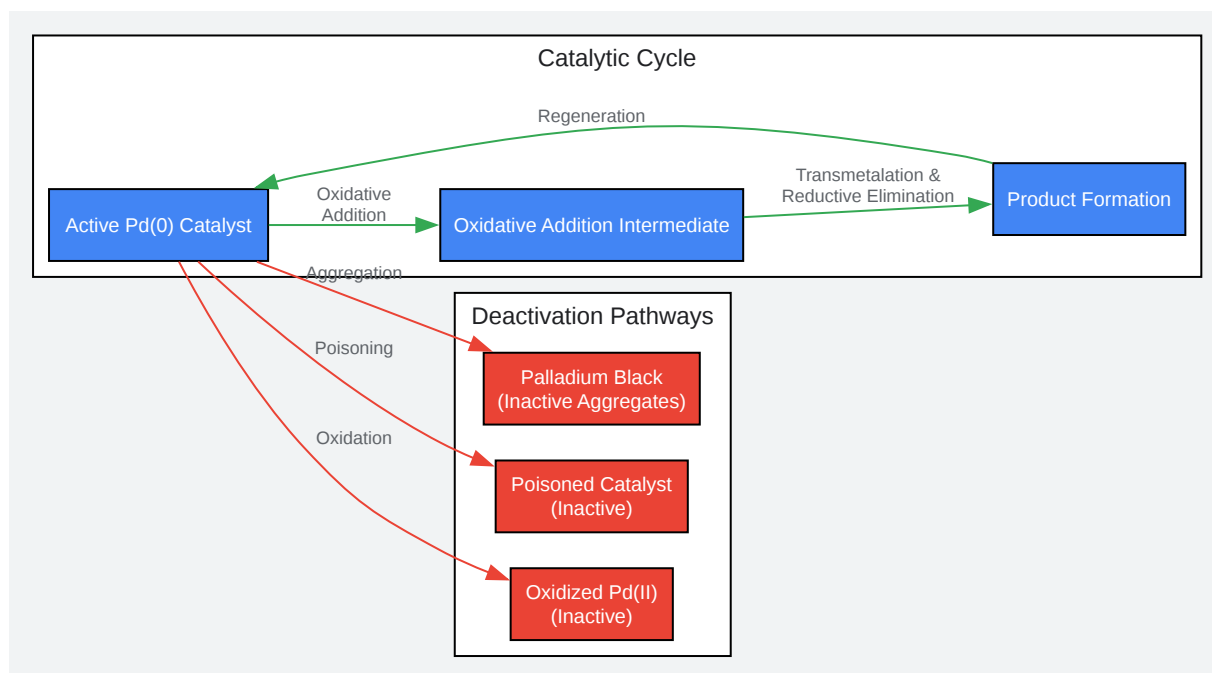 Catalytic Cycle
Regeneration
Oxidative
Addition
Transmetalation &
Reductive Elimination
Active Pd(0) Catalyst
Oxidative Addition Intermediate
Product Formation
Aggregation
Deactivation Pathways
Poisoning
Palladium Black
(Inactive Aggregates)
Oxidation
Poisoned Catalyst
(Inactive)
Oxidized Pd(II)
(Inactive)